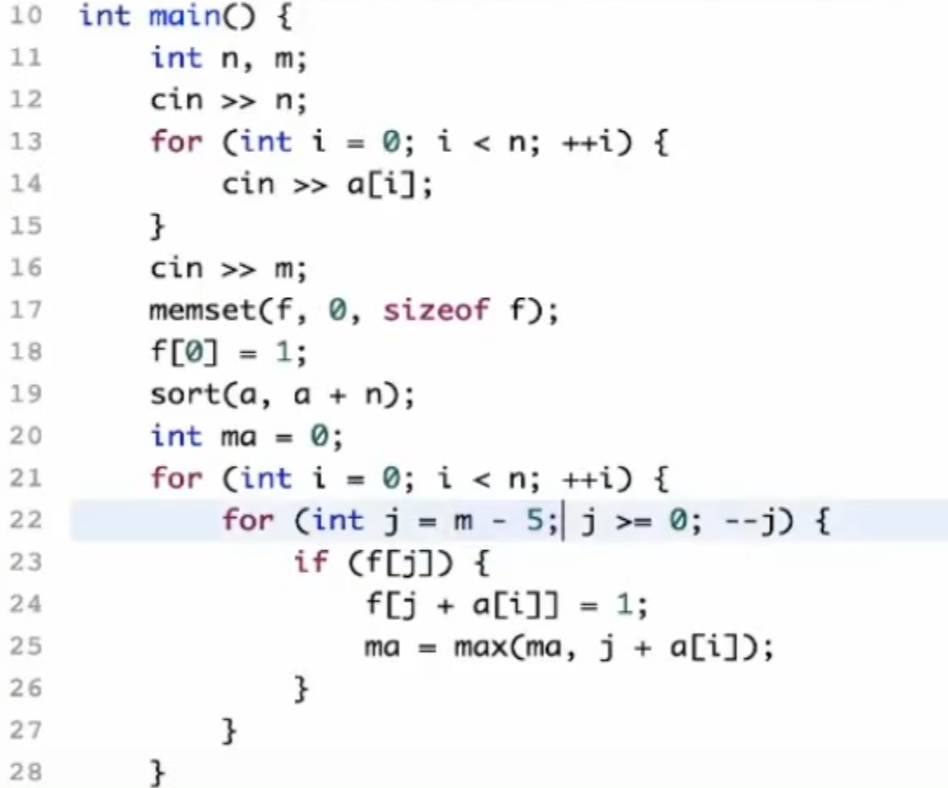 10 int main() {
11 int n, m;
12 cin >> n;
13 for (int i = 0; i < n; ++i) {
14 cin >> a[i];
15 }
16 cin >> m;
17 memset(f, 0, sizeof f);
18 f[0] = 1;
19 sort(a, a + n);
20 int ma = 0;
21 for (int i = 0; i < n; ++i) {
22 for (int j = m - 5; j >= 0; --j) {
23 if (f[j]) {
24 f[j + a[i]] = 1;
25 ma = max(ma, j + a[i]);
26 }
27 }
28 }